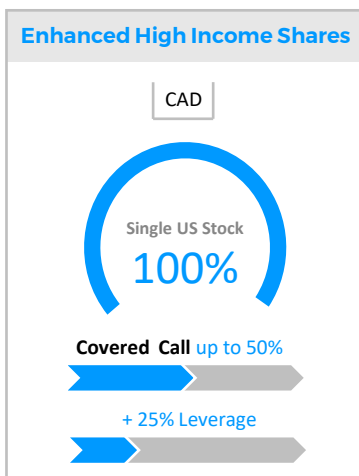 Enhanced High Income Shares
CAD
Single US Stock
100%
Covered Call up to 50%
+ 25% Leverage